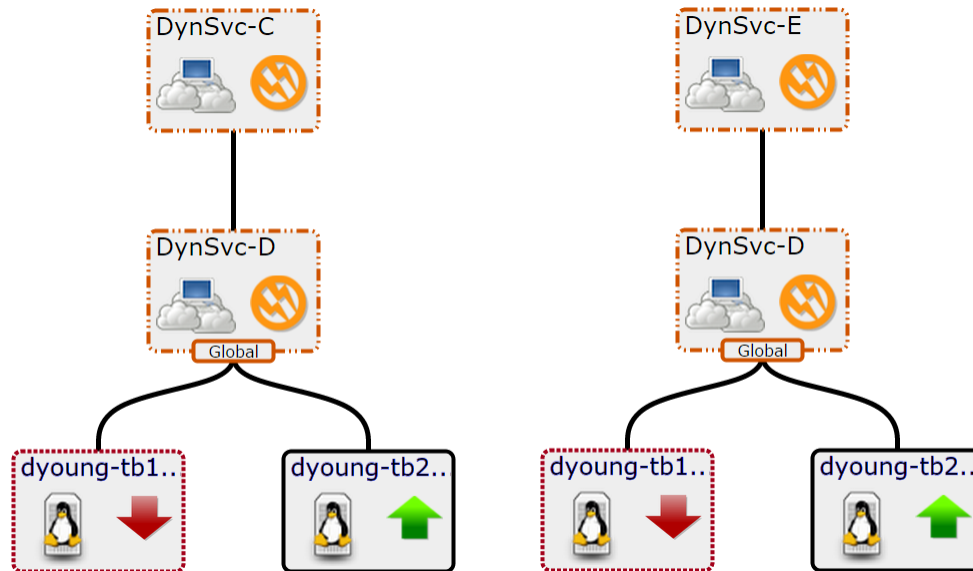 DynSvc-C
DynSvc-E
DynSvc-D
DynSvc-D
Global
Global
dyoung-tb1..
dyoung-tb2...
dyoung-tb1..
dyoung-tb2...